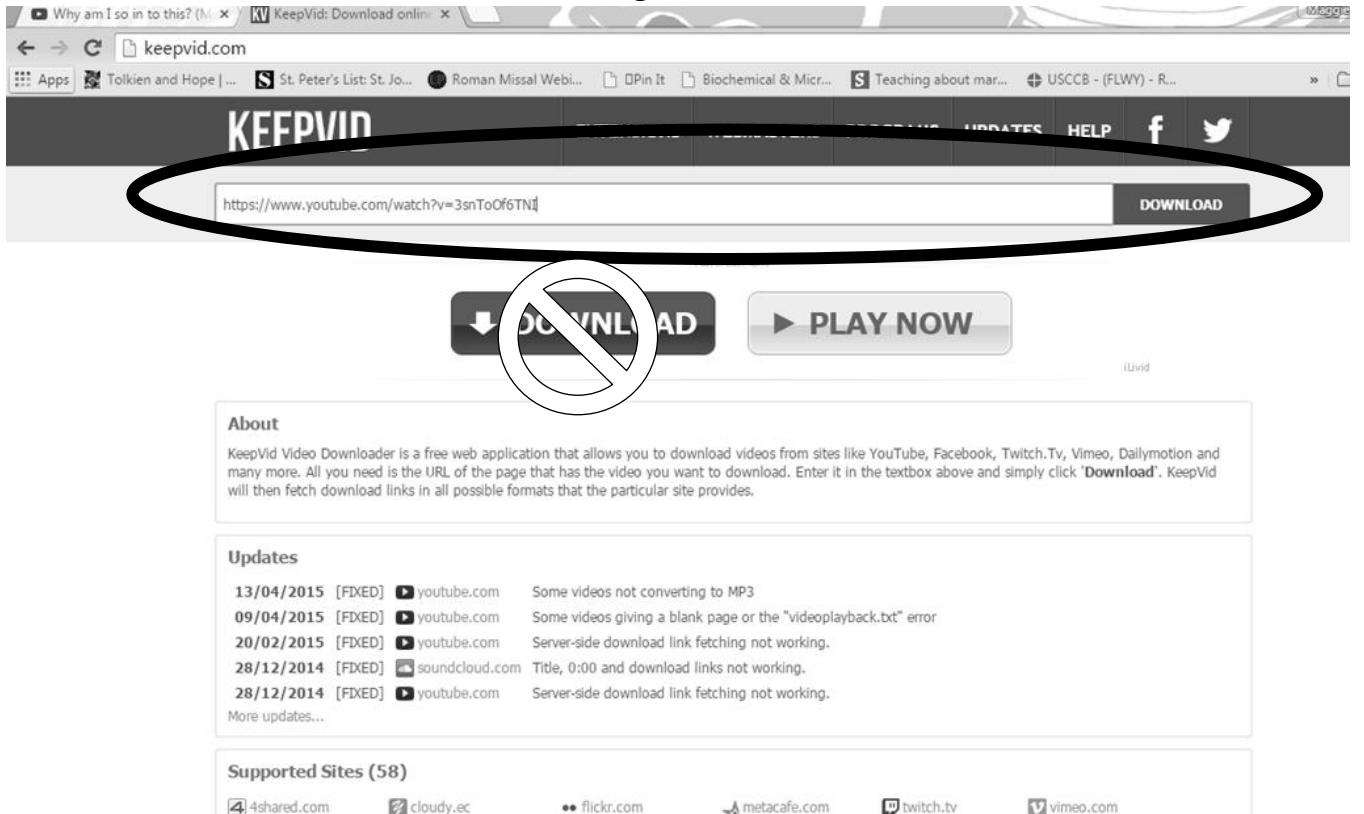 Why am I so in to this? (M KeepVid: Download online
keepvid.com
Apps Tolkien and Hope | ... St. Peter's List: St. Jo... Roman Missal Webi... Pin It Biochemical & Micr... Teaching about mar... USCCB - (FLWY) - R... »
KEEPVID UPDATES HELP
https://www.youtube.com/watch?v=3snToOf6TNI DOWNLOAD
DOWNLOAD PLAY NOW
iLivid
About
KeepVid Video Downloader is a free web application that allows you to download videos from sites like YouTube, Facebook, Twitch.Tv, Vimeo, Dailymotion and
many more. All you need is the URL of the page that has the video you want to download. Enter it in the textbox above and simply click 'Download'. KeepVid
will then fetch download links in all possible formats that the particular site provides.
Updates
13/04/2015 [FIXED] youtube.com Some videos not converting to MP3
09/04/2015 [FIXED] youtube.com Some videos giving a blank page or the "videoplayback.txt" error
20/02/2015 [FIXED] youtube.com Server-side download link fetching not working.
28/12/2014 [FIXED] soundcloud.com Title, 0:00 and download links not working.
28/12/2014 [FIXED] youtube.com Server-side download link fetching not working.
More updates...
Supported Sites (58)
4shared.com cloudy.ec flickr.com metacafe.com twitch.tv vimeo.com